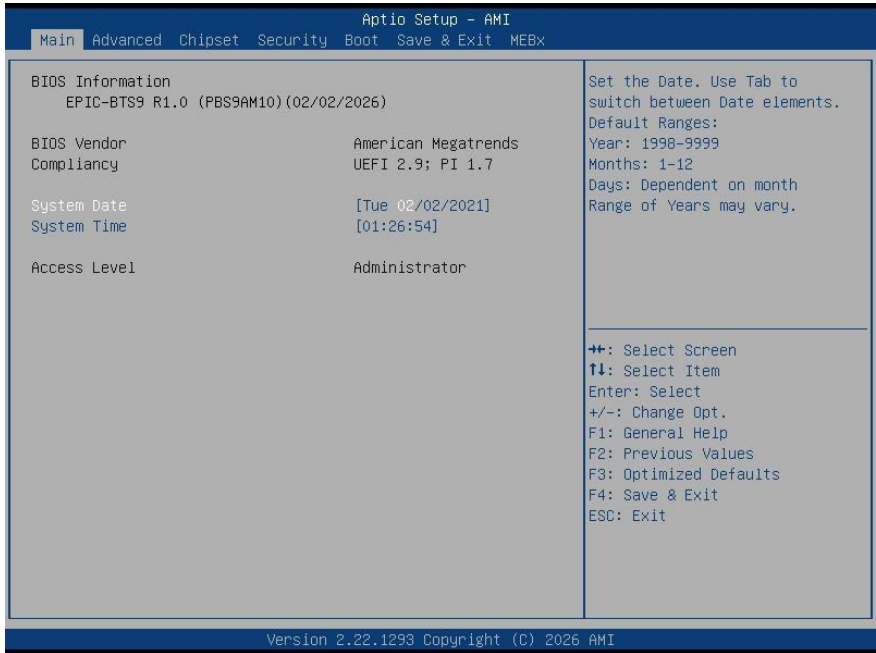 Aptio Setup – AMI
Main Advanced Chipset Security Boot Save & Exit MEBx
BIOS Information
EPIC-BTS9 R1.0 (PBS9AM10)(02/02/2026)
BIOS Vendor American Megatrends
Compliancy UEFI 2.9; PI 1.7
System Date [Tue 02/02/2021]
System Time [01:26:54]
Access Level Administrator
Set the Date. Use Tab to
switch between Date elements.
Default Ranges:
Year: 1998-9999
Months: 1-12
Days: Dependent on month
Range of Years may vary.
→←: Select Screen
↑↓: Select Item
Enter: Select
+/-: Change Opt.
F1: General Help
F2: Previous Values
F3: Optimized Defaults
F4: Save & Exit
ESC: Exit
Version 2.22.1293 Copyright (C) 2026 AMI